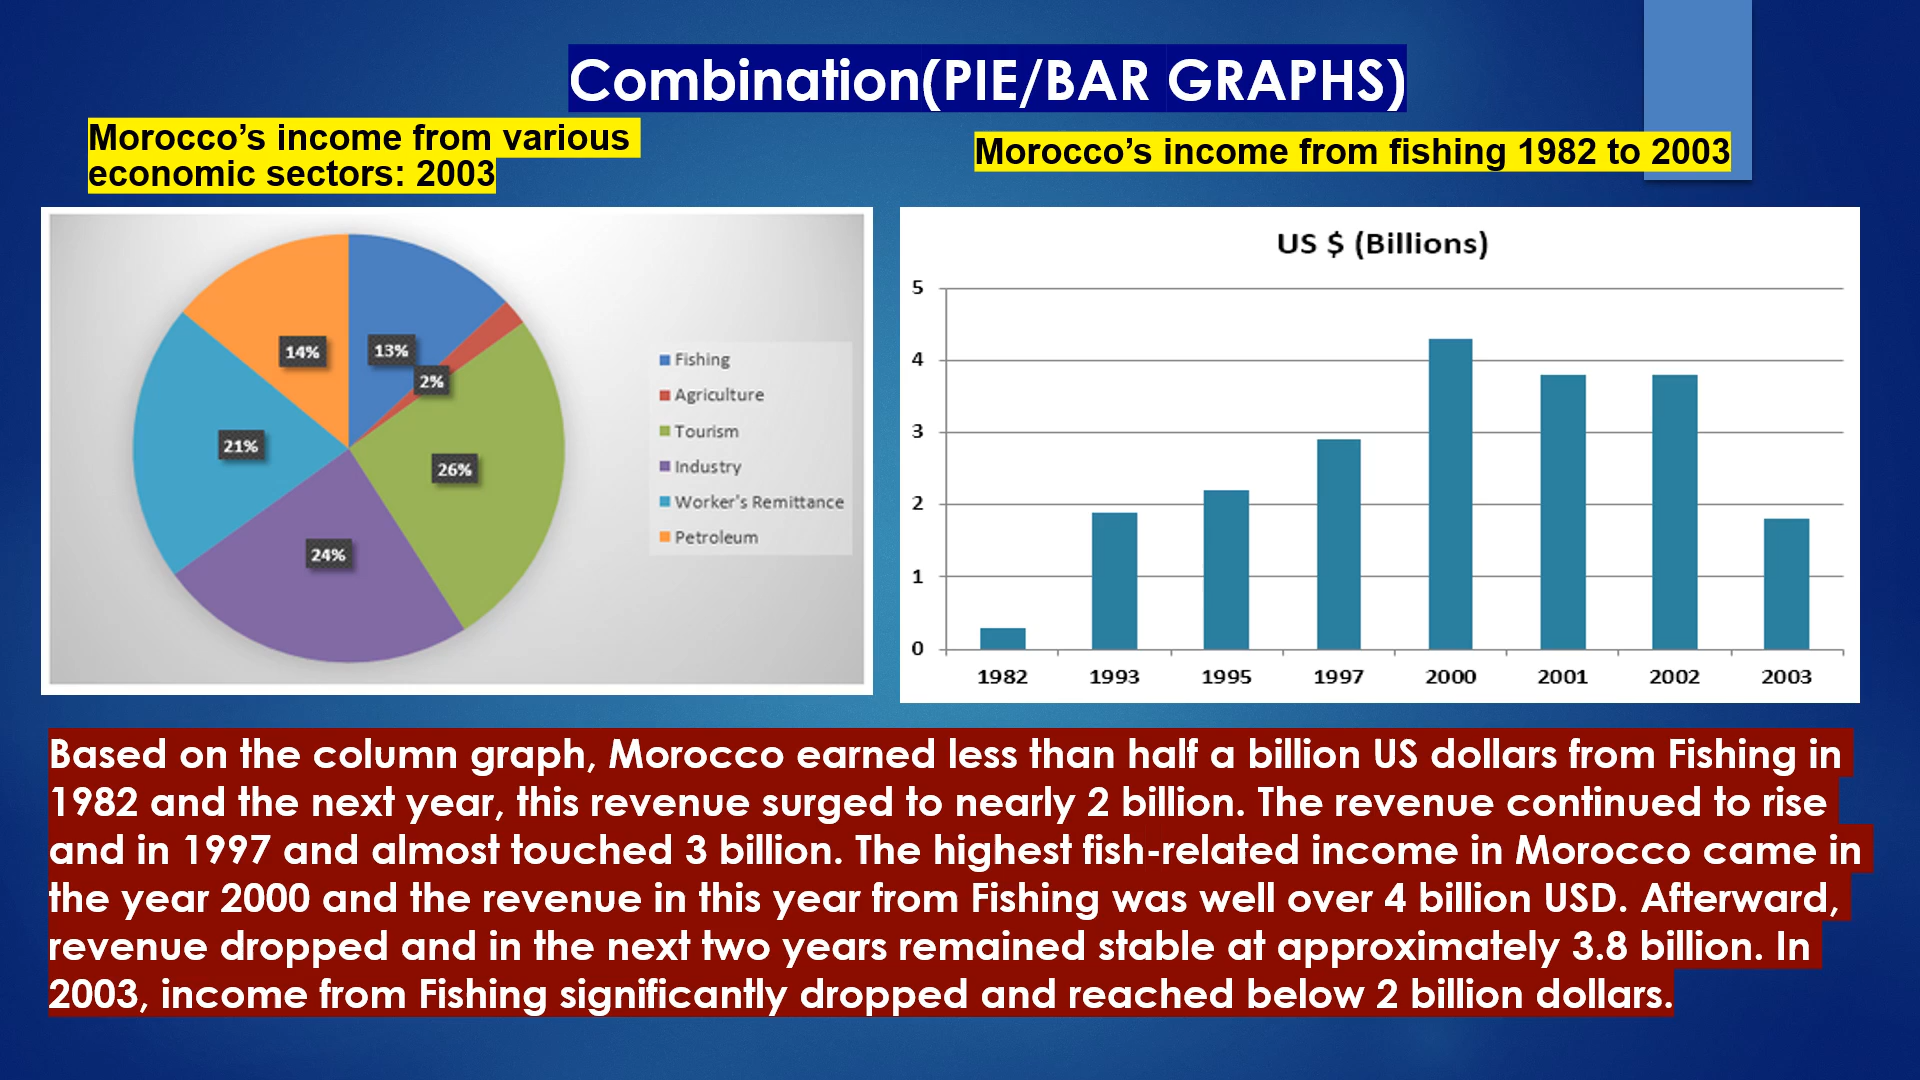 Combination(PIE/BAR GRAPHS)
Morocco’s income from various
economic sectors: 2003
Morocco’s income from fishing 1982 to 2003
14%
13%
2%
21%
26%
24%
Fishing
Agriculture
Tourism
Industry
Worker's Remittance
Petroleum
US $ (Billions)
5
4
3
2
1
0
1982 1993 1995 1997 2000 2001 2002 2003
Based on the column graph, Morocco earned less than half a billion US dollars from Fishing in
1982 and the next year, this revenue surged to nearly 2 billion. The revenue continued to rise
and in 1997 and almost touched 3 billion. The highest fish-related income in Morocco came in
the year 2000 and the revenue in this year from Fishing was well over 4 billion USD. Afterward,
revenue dropped and in the next two years remained stable at approximately 3.8 billion. In
2003, income from Fishing significantly dropped and reached below 2 billion dollars.